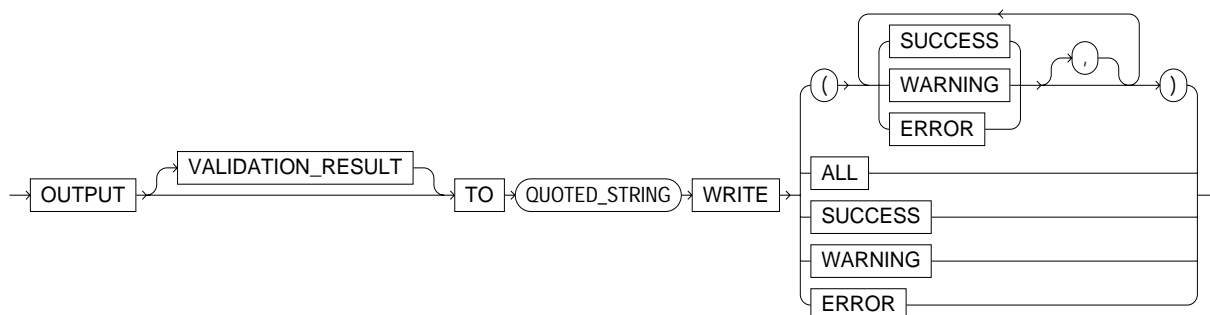 SUCCESS
( WARNING , )
ERROR
VALIDATION_RESULT
ALL
OUTPUT TO QUOTED_STRING WRITE
SUCCESS
WARNING
ERROR